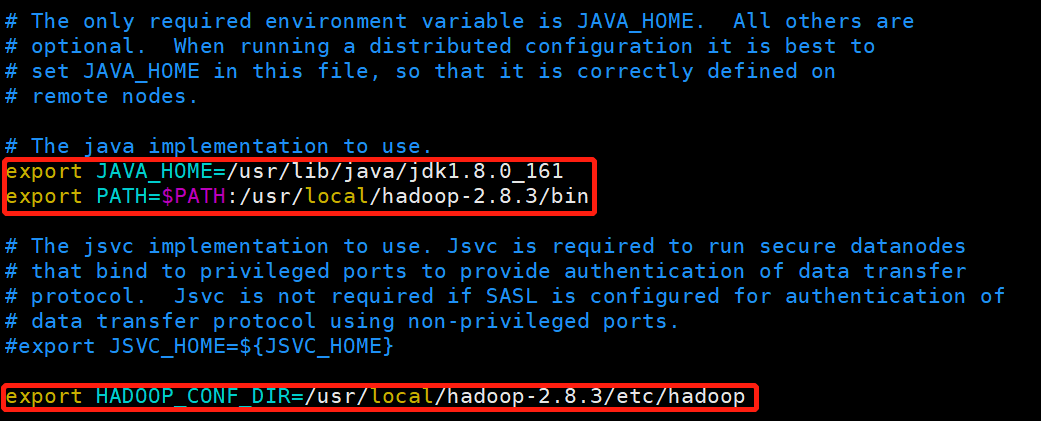 # The only required environment variable is JAVA_HOME.  All others are
# optional.  When running a distributed configuration it is best to
# set JAVA_HOME in this file, so that it is correctly defined on
# remote nodes.
# The java implementation to use.
export JAVA_HOME=/usr/lib/java/jdk1.8.0_161
export PATH=$PATH:/usr/local/hadoop-2.8.3/bin
# The jsvc implementation to use. Jsvc is required to run secure datanodes
# that bind to privileged ports to provide authentication of data transfer
# protocol.  Jsvc is not required if SASL is configured for authentication of
# data transfer protocol using non-privileged ports.
#export JSVC_HOME=${JSVC_HOME}
export HADOOP_CONF_DIR=/usr/local/hadoop-2.8.3/etc/hadoop